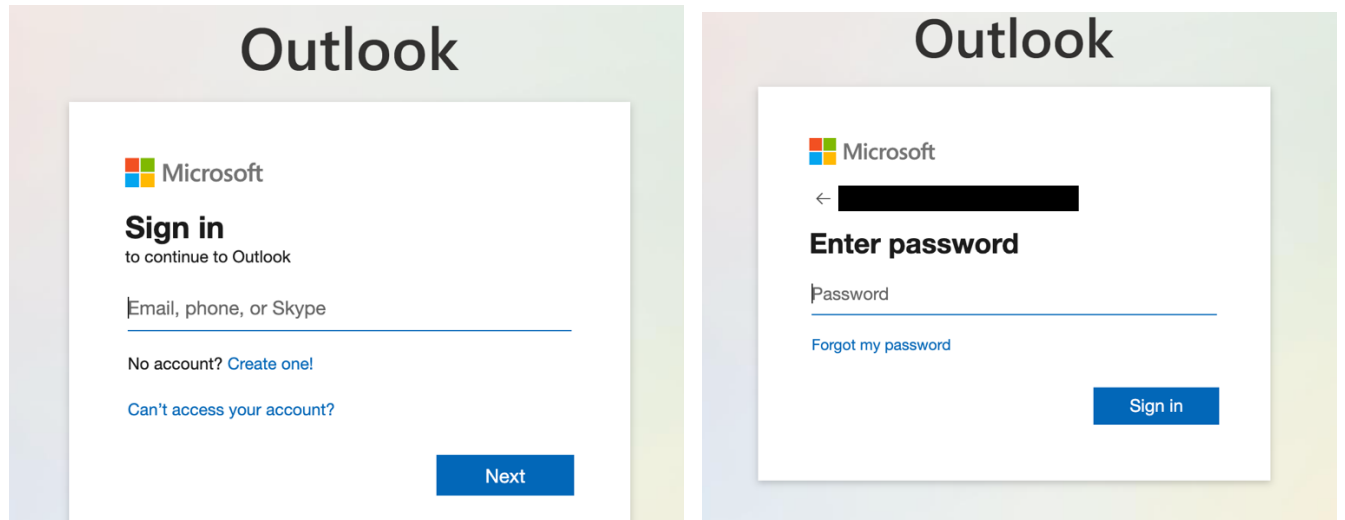 Outlook
Microsoft
Sign in
to continue to Outlook
Email, phone, or Skype
No account? Create one!
Can't access your account?
Next
Outlook
Microsoft
←
Enter password
Password
Forgot my password
Sign in